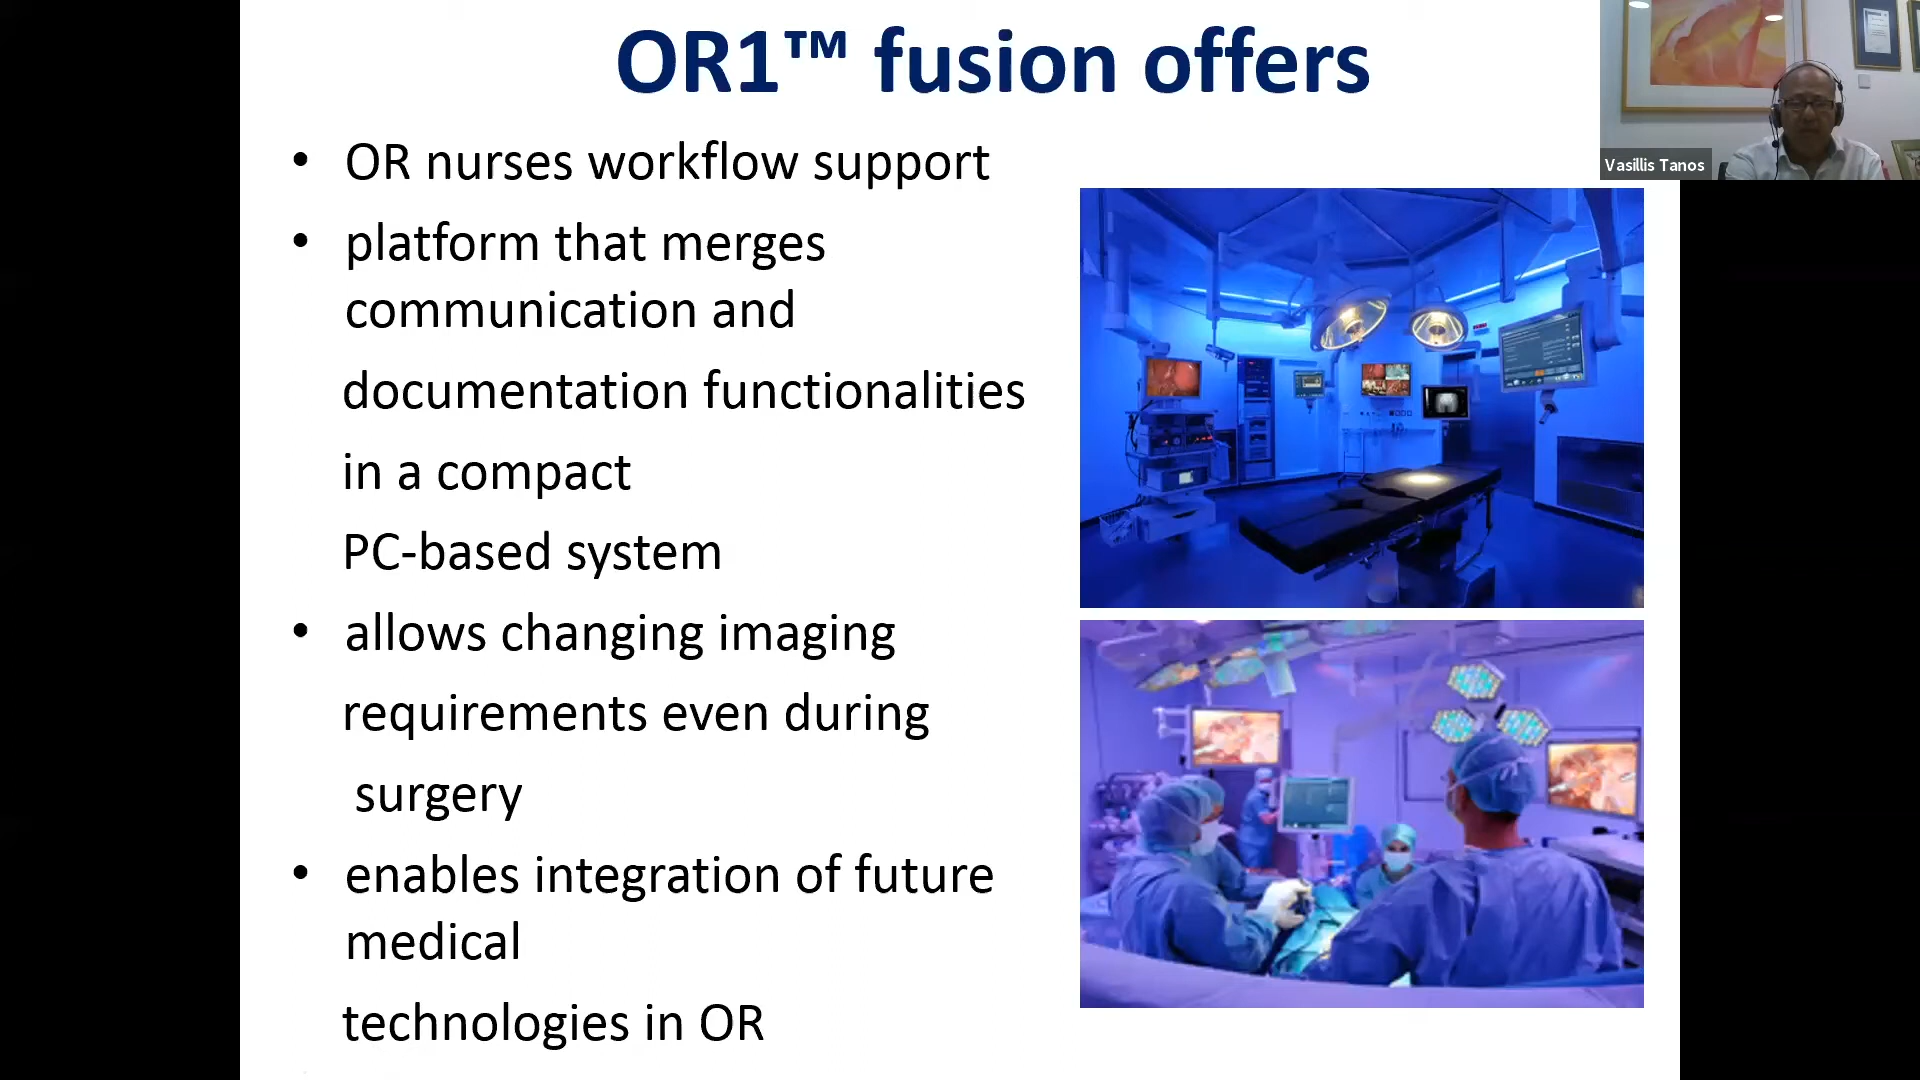 OR1™ fusion offers
• OR nurses workflow support
• platform that merges
communication and
documentation functionalities
in a compact
PC-based system
• allows changing imaging
requirements even during
surgery
• enables integration of future
medical
technologies in OR
Vasillis Tanos